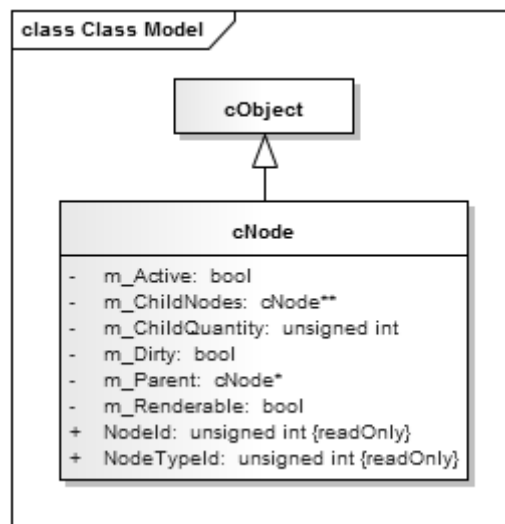 class Class Model
cObject
cNode
- m_Active: bool
- m_ChildNodes: cNode**
- m_ChildQuantity: unsigned int
- m_Dirty: bool
- m_Parent: cNode*
- m_Renderable: bool
+ NodeId: unsigned int {readOnly}
+ NodeTypeId: unsigned int {readOnly}